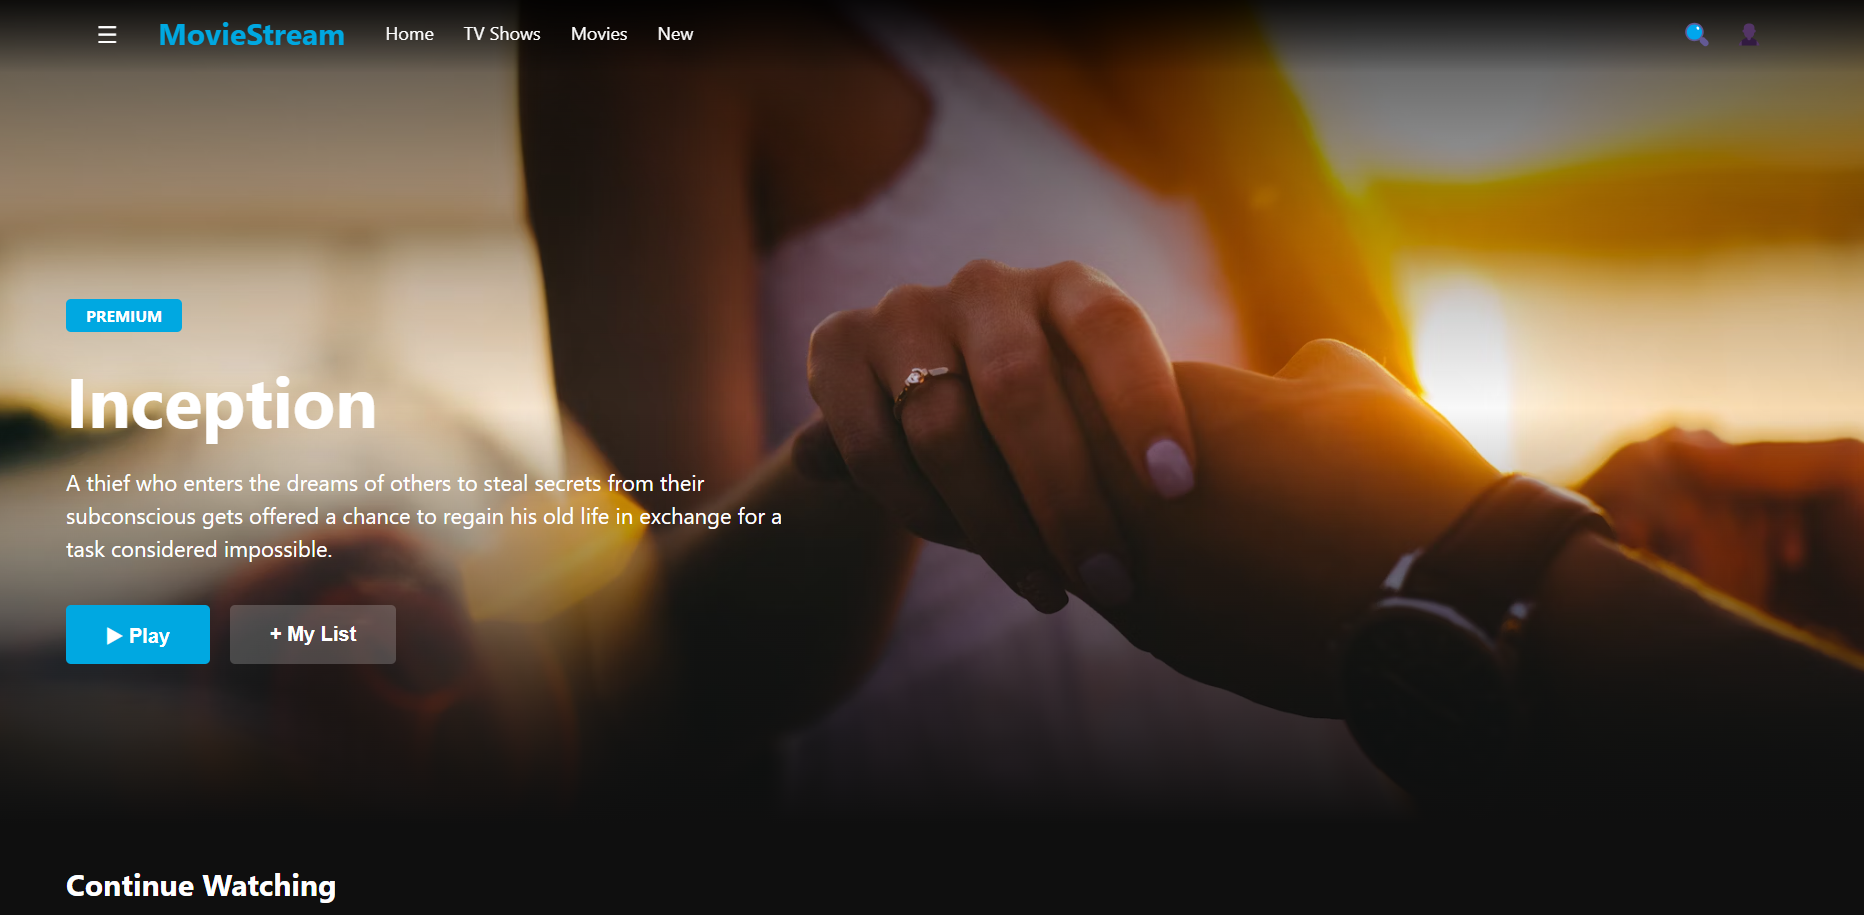 ☰ MovieStream Home TV Shows Movies New
PREMIUM
Inception
A thief who enters the dreams of others to steal secrets from their
subconscious gets offered a chance to regain his old life in exchange for a
task considered impossible.
▶ Play + My List
Continue Watching